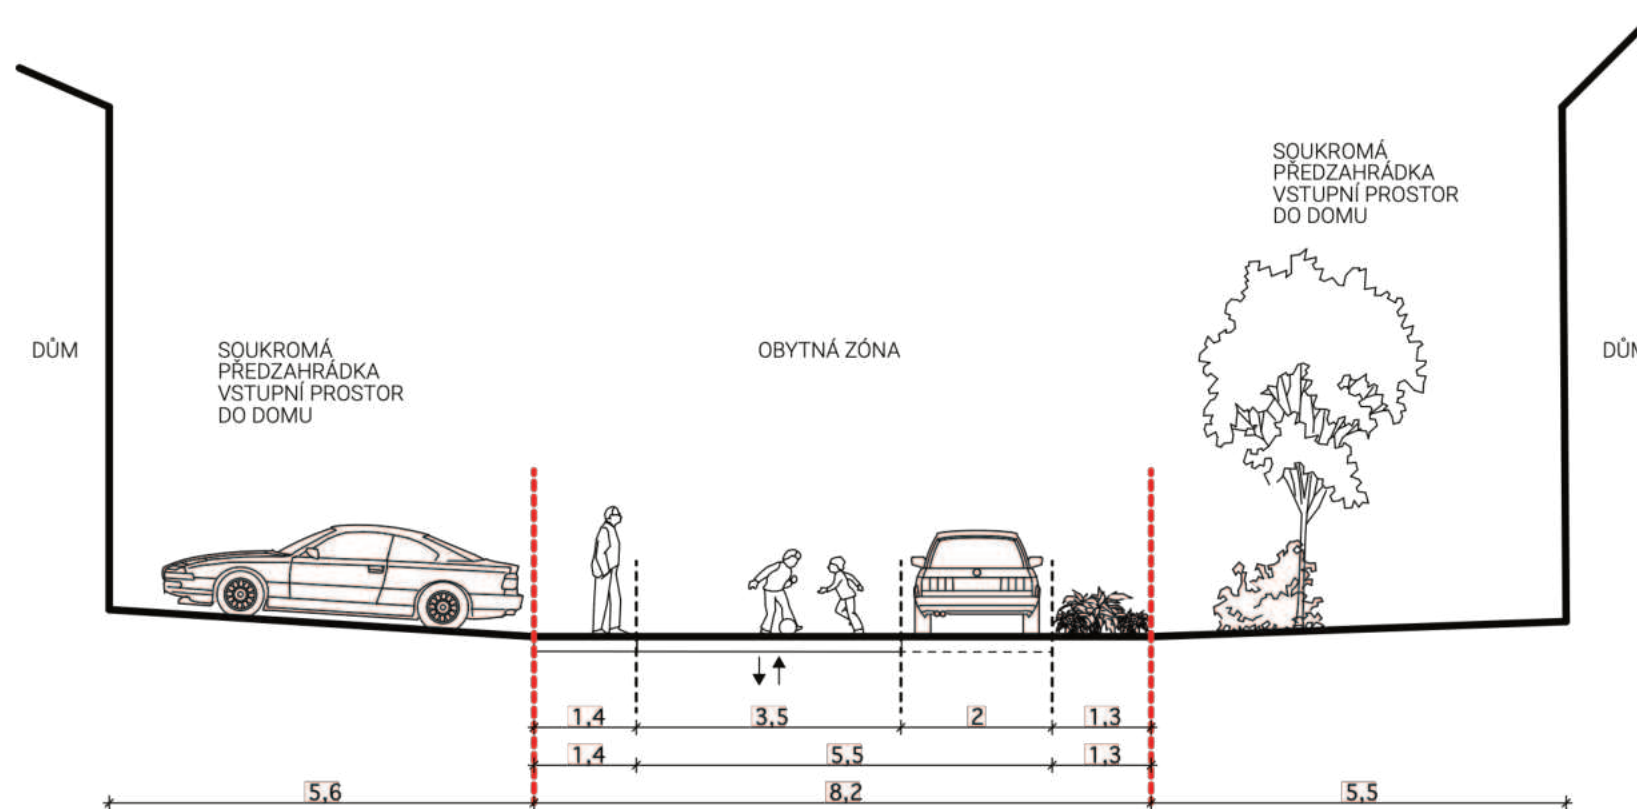 SOUKROMÁ
PŘEDZAHRÁDKA
VSTUPNÍ PROSTOR
DO DOMU
DŮM
SOUKROMÁ
PŘEDZAHRÁDKA
VSTUPNÍ PROSTOR
DO DOMU
OBYTNÁ ZÓNA
DŮM
1,4 3,5 2 1,3
1,4 5,5 1,3
5,6 8,2 5,5